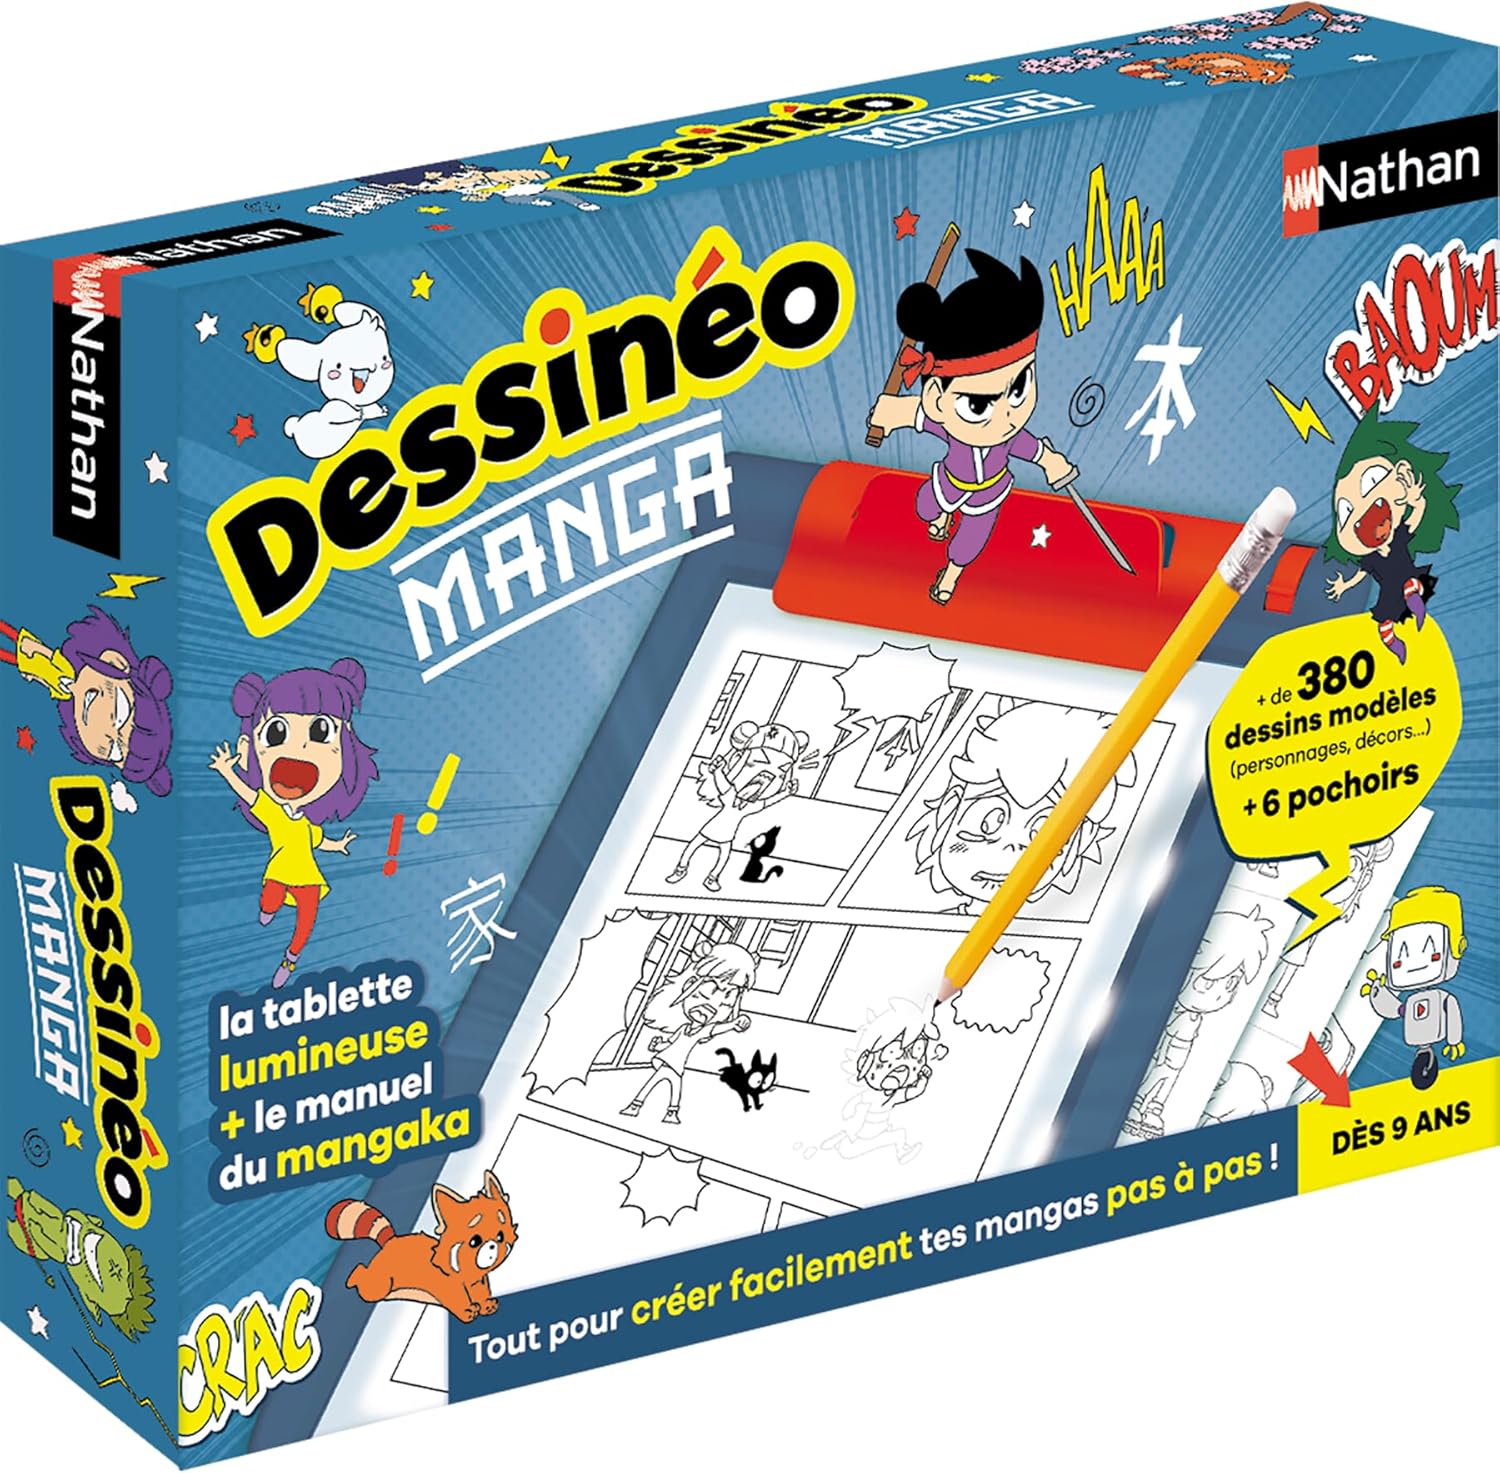 Dessinéo
MANGA
Nathan
Nathan
Nathan
Dessinéo
MANGA
HAAAA
本
BAOUM
+ de 380
dessins modèles
(personnages, décors...)
+ 6 pochoirs
!
!
家
la tablette
lumineuse
+ le manuel
du mangaka
Tout pour créer facilement tes mangas pas à pas !
DÈS 9 ANS
CRAC
Dessinéo
MANGA